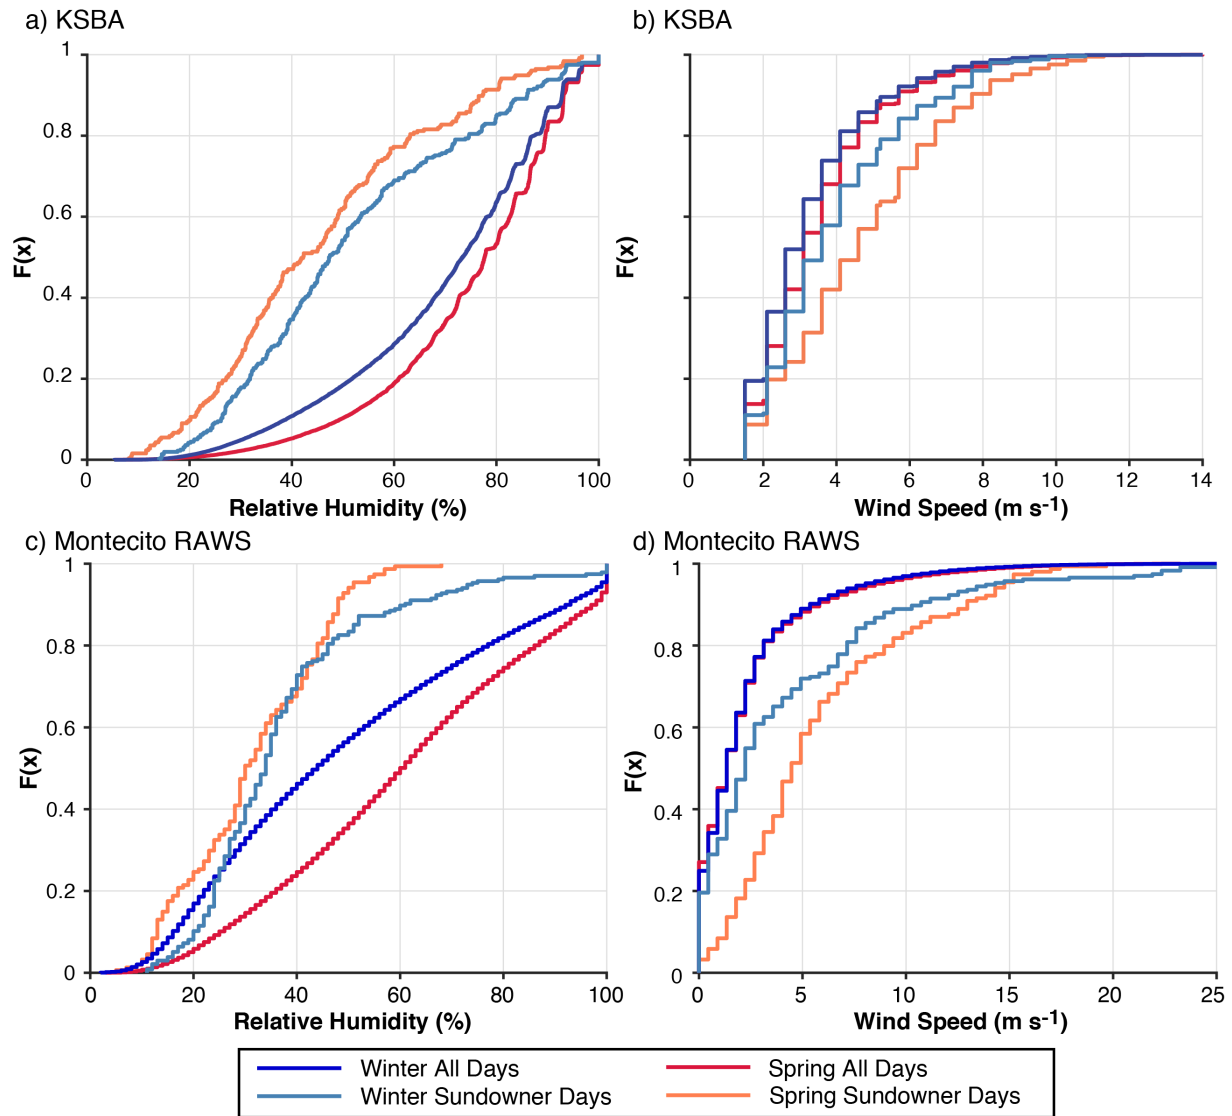 a) KSBA
b) KSBA
1
0.8
0.6
0.4
0.2
0
F(x)
F(x)
0 20 40 60 80 100
0 2 4 6 8 10 12 14
Relative Humidity (%)
Wind Speed (m s-1)
c) Montecito RAWS
d) Montecito RAWS
1
0.8
0.6
0.4
0.2
0
F(x)
1
0.8
0.6
0.4
0.2
0
F(x)
0 20 40 60 80 100
0 5 10 15 20 25
Relative Humidity (%)
Wind Speed (m s-1)
Winter All Days
Spring All Days
Winter Sundowner Days
Spring Sundowner Days